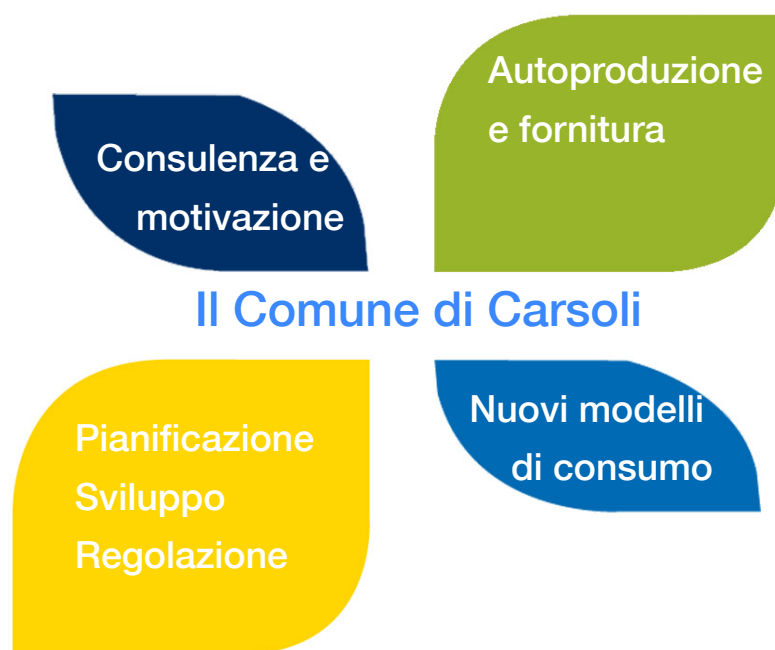 Consulenza e
motivazione
Autoproduzione
e fornitura
Il Comune di Carsoli
Pianificazione
Sviluppo
Regolazione
Nuovi modelli
di consumo